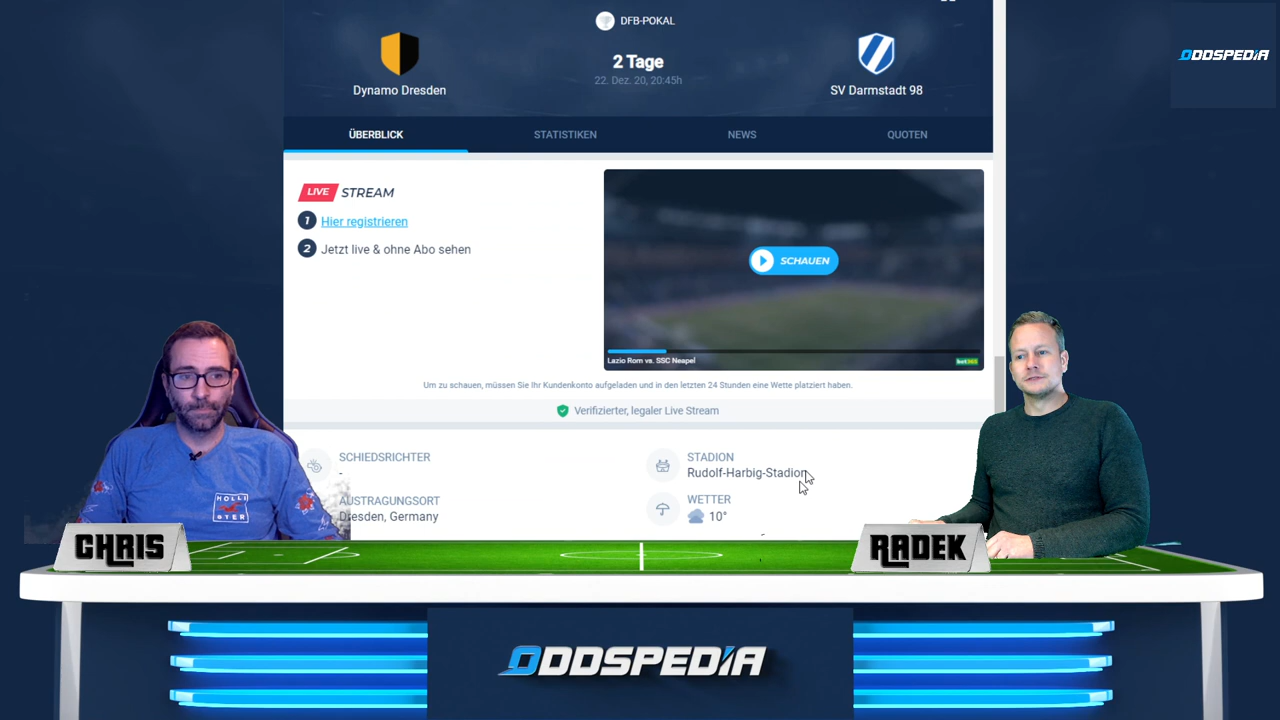 DFB-POKAL
2 Tage
22. Dez. 20, 20:45h
Dynamo Dresden
SV Darmstadt 98
ODDSPEDIA
ÜBERBLICK
STATISTIKEN
NEWS
QUOTEN
LIVE STREAM
1 Hier registrieren
2 Jetzt live & ohne Abo sehen
SCHAUEN
Lazio Rom vs. SSC Neapel
bet365
Um zu schauen, müssen Sie Ihr Kundenkonto aufgeladen und in den letzten 24 Stunden eine Wette platziert haben.
Verifizierter, legaler Live Stream
SCHIEDSRICHTER
-
STADION
Rudolf-Harbig-Stadion
AUSTRAGUNGSORT
Dresden, Germany
WETTER
10°
HOLLI
STER
CHRIS
RADEK
ODDSPEDIA